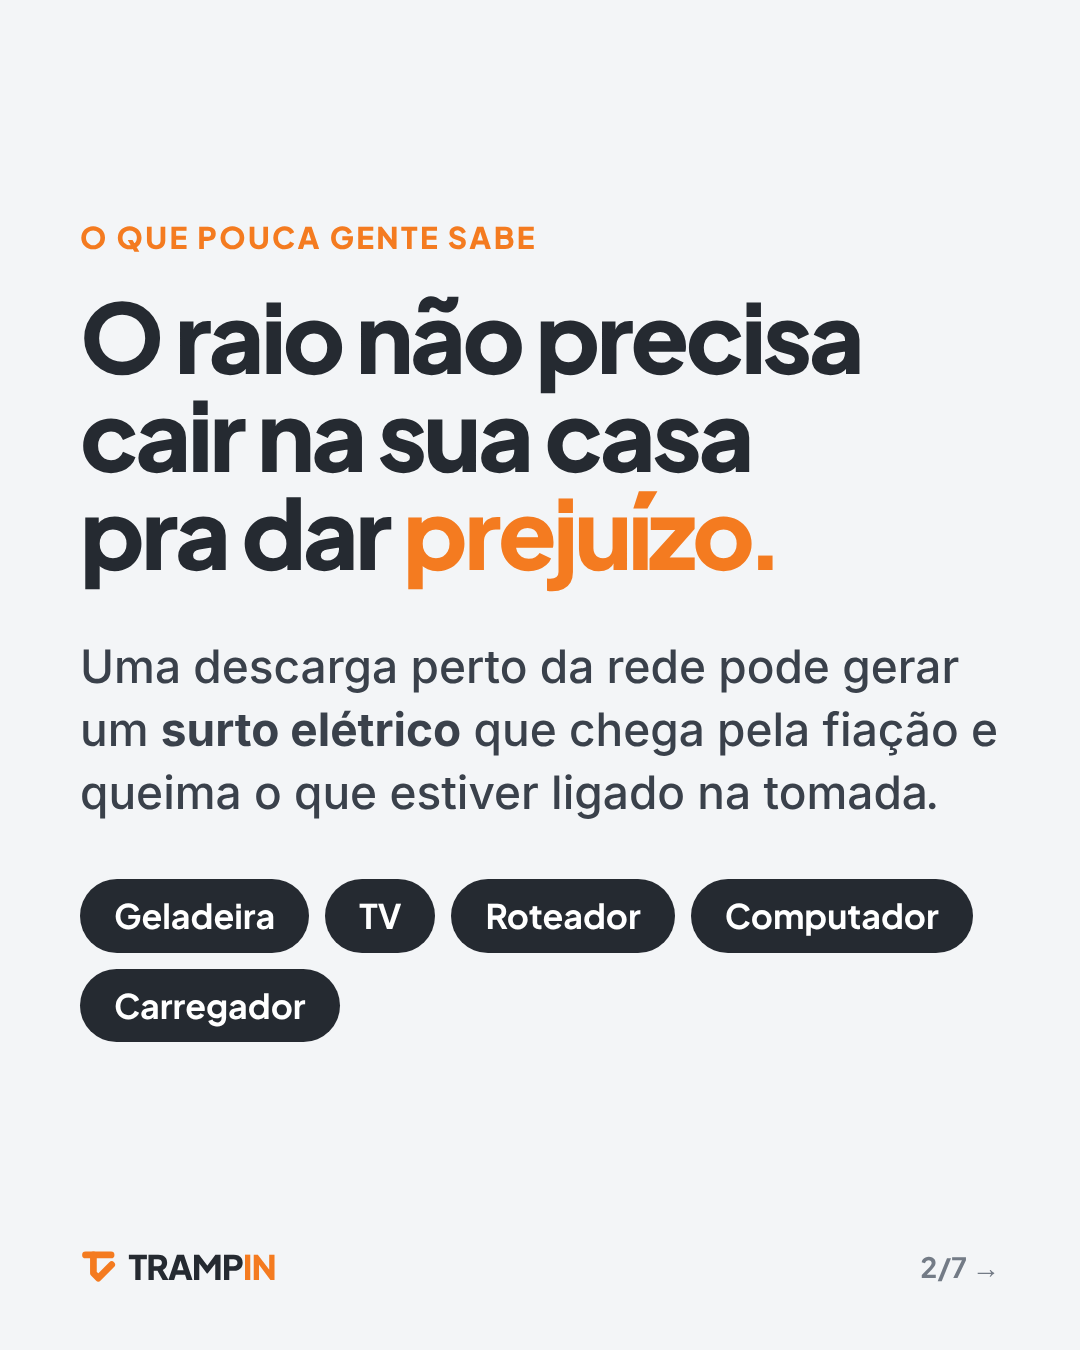 O QUE POUCA GENTE SABE
O raio não precisa
cair na sua casa
pra dar prejuízo.
Uma descarga perto da rede pode gerar
um surto elétrico que chega pela fiação e
queima o que estiver ligado na tomada.
Geladeira TV Roteador Computador
Carregador
TRAMPIN 2/7 →